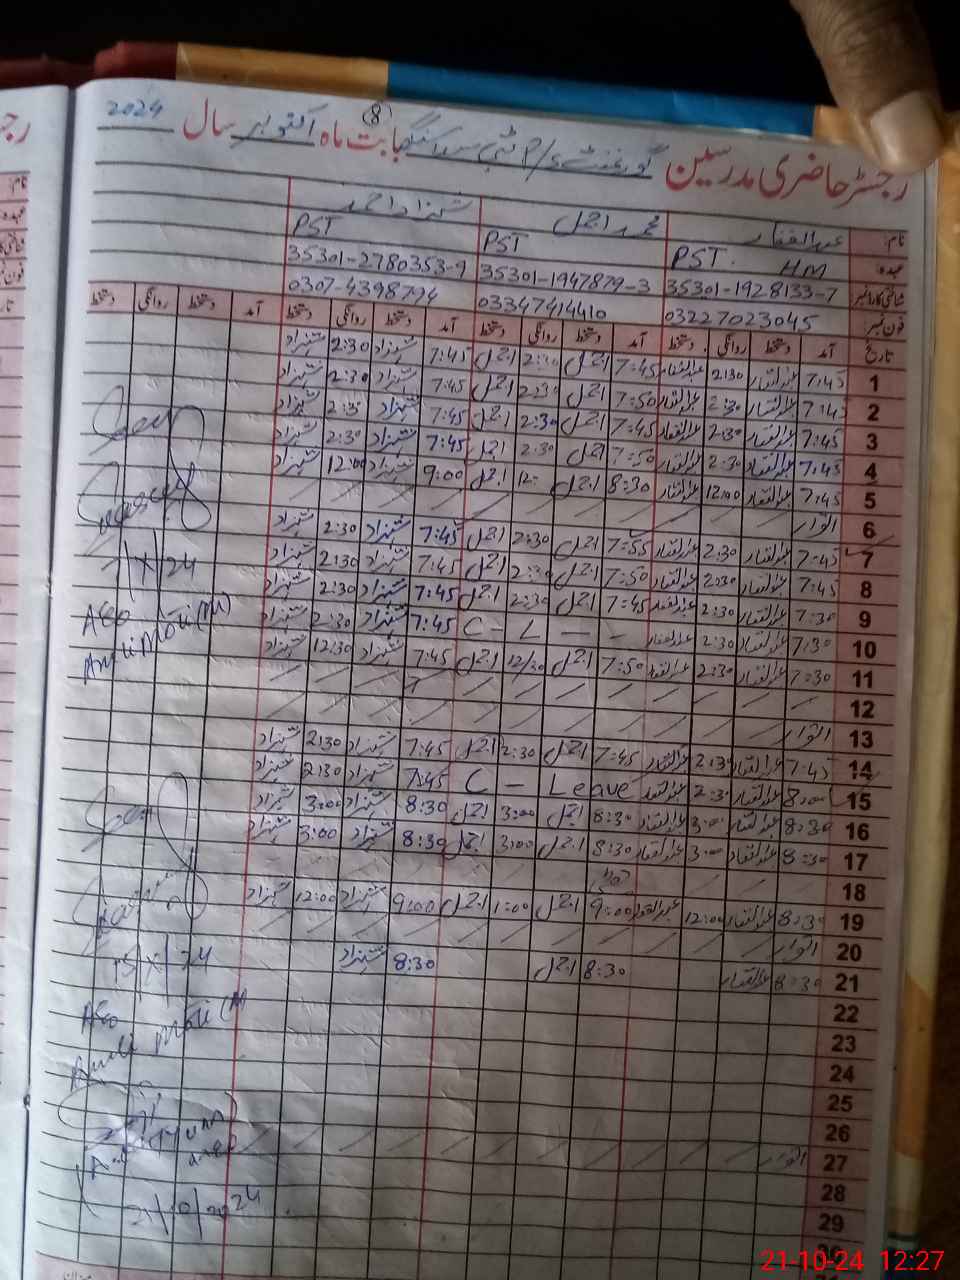 رجسٹر حاضری مدرسین گورنمنٹ P/S بابت ماہ اکتوبر سال 2024
8
نام: عبدالغفار محمد اجمل شہزاد احمد
عہدہ: PST. HM PST PST
شناختی کارڈ نمبر 35301-1928133-7 35301-1947879-3 35301-2780353-9
فون نمبر: 03227023045 03347414410 0307-4398794
تاریخ آمد دستخط روانگی دستخط آمد دستخط روانگی دستخط آمد دستخط روانگی دستخط آمد دستخط روانگی دستخط
1 7:45 عبدالغفار 2:30 عبدالغفار 7:45 اجمل 2:30 اجمل 7:45 شہزاد 2:30 شہزاد
2 7:45 عبدالغفار 2:30 عبدالغفار 7:50 اجمل 2:30 اجمل 7:45 شہزاد 2:30 شہزاد
3 7:45 عبدالغفار 2:30 عبدالغفار 7:45 اجمل 2:30 اجمل 7:45 شہزاد 2:30 شہزاد
4 7:45 عبدالغفار 2:30 عبدالغفار 7:50 اجمل 2:30 اجمل 7:45 شہزاد 2:30 شہزاد
5 7:45 عبدالغفار 12:00 عبدالغفار 8:30 اجمل 12:- اجمل 9:00 شہزاد 12:00 شہزاد
6 اتوار
7 7:45 عبدالغفار 2:30 عبدالغفار 7:55 اجمل 2:30 اجمل 7:45 شہزاد 2:30 شہزاد
8 7:45 عبدالغفار 2:30 عبدالغفار 7:50 اجمل 2:30 اجمل 7:45 شہزاد 2:30 شہزاد
9 7:30 عبدالغفار 2:30 عبدالغفار 7:45 اجمل 2:30 اجمل 7:45 شہزاد 2:30 شہزاد
10 7:30 عبدالغفار 2:30 عبدالغفار C - L - - 7:45 شہزاد 2:30 شہزاد
11 7:30 عبدالغفار 2:30 عبدالغفار 7:50 اجمل 12/30 اجمل 7:45 شہزاد 12:30 شہزاد
12
13 اتوار
14 7:45 عبدالغفار 2:30 عبدالغفار 7:45 اجمل 2:30 اجمل 7:45 شہزاد 2:30 شہزاد
15 8:00 عبدالغفار 2:30 عبدالغفار C - Leave 7:45 شہزاد 2:30 شہزاد
16 8:30 عبدالغفار 3:00 عبدالغفار 8:30 اجمل 3:00 اجمل 8:30 شہزاد 3:00 شہزاد
17 8:30 عبدالغفار 3:00 عبدالغفار 8:30 اجمل 3:00 اجمل 8:30 شہزاد 3:00 شہزاد
18
19 8:30 عبدالغفار 12:00 عبدالغفار 9:00 اجمل 1:00 اجمل 9:00 شہزاد 12:00 شہزاد
20 اتوار
21 8:30 عبدالغفار 8:30 اجمل 8:30 شہزاد
22
23
24
25
26
27 اتوار
28
29
7/X/24
AEO
15/X/24
AEO
21/10/2024
21-10-24 12:27